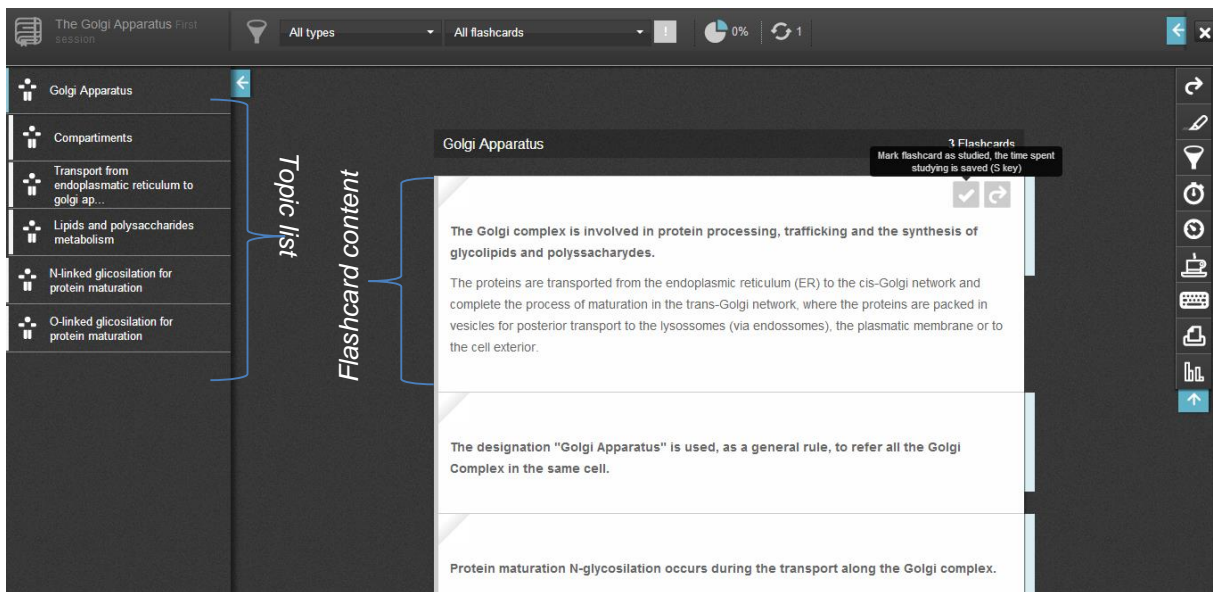 The Golgi Apparatus First
session
All types
All flashcards
!
0%
1
Golgi Apparatus
Compartiments
Transport from
endoplasmatic reticulum to
golgi ap...
Lipids and polysaccharides
metabolism
N-linked glicosilation for
protein maturation
O-linked glicosilation for
protein maturation
Topic list
Flashcard content
Golgi Apparatus
3 Flashcards
Mark flashcard as studied, the time spent
studying is saved (S key)
The Golgi complex is involved in protein processing, trafficking and the synthesis of
glycolipids and polyssacharydes.
The proteins are transported from the endoplasmic reticulum (ER) to the cis-Golgi network and
complete the process of maturation in the trans-Golgi network, where the proteins are packed in
vesicles for posterior transport to the lysossomes (via endossomes), the plasmatic membrane or to
the cell exterior.
The designation "Golgi Apparatus" is used, as a general rule, to refer all the Golgi
Complex in the same cell.
Protein maturation N-glycosilation occurs during the transport along the Golgi complex.